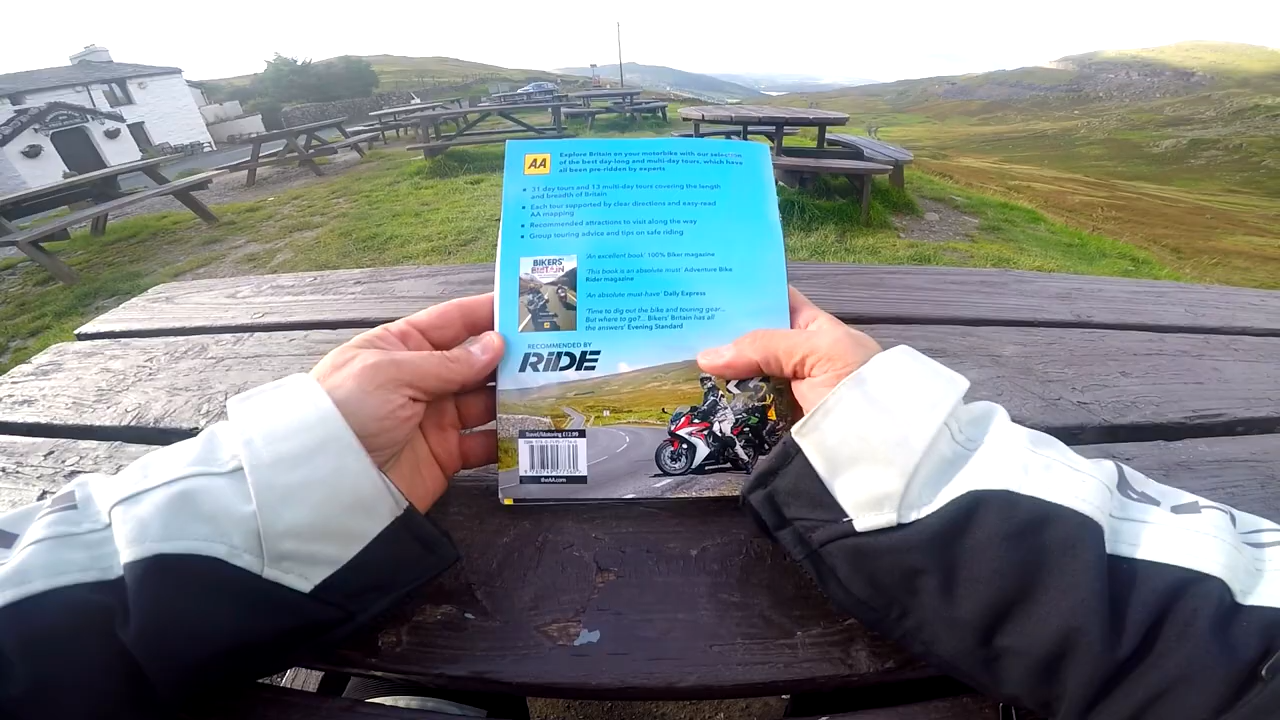 AA
Explore Britain on your motorbike with our selection
of the best day-long and multi-day tours, which have
all been pre-ridden by experts
31 day tours and 13 multi-day tours covering the length
and breadth of Britain
Each tour supported by clear directions and easy-read
AA mapping
Recommended attractions to visit along the way
Group touring advice and tips on safe riding
BIKERS'
BRITAIN
'An excellent book' 100% Biker magazine
'This book is an absolute must' Adventure Bike
Rider magazine
'An absolute must-have' Daily Express
'Time to dig out the bike and touring gear...
But where to go?... Bikers' Britain has all
the answers' Evening Standard
RECOMMENDED BY
RiDE
Travel/Motoring £12.99
theAA.com